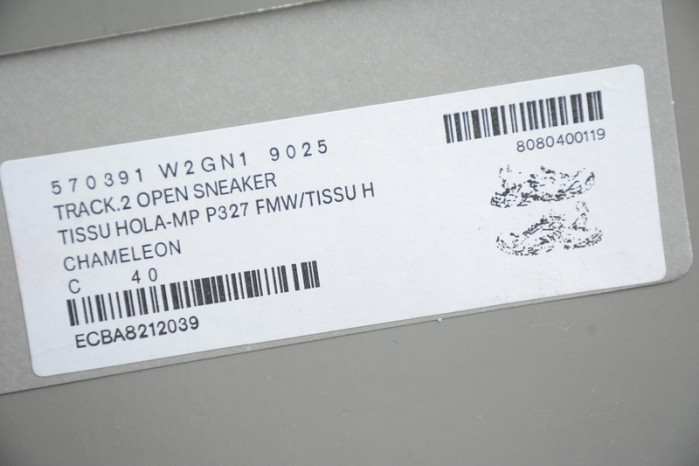 570391 W2GN1 9025
TRACK.2 OPEN SNEAKER
TISSU HOLA-MP P327 FMW/TISSU H
CHAMELEON
C 40
ECBA8212039
8080400119